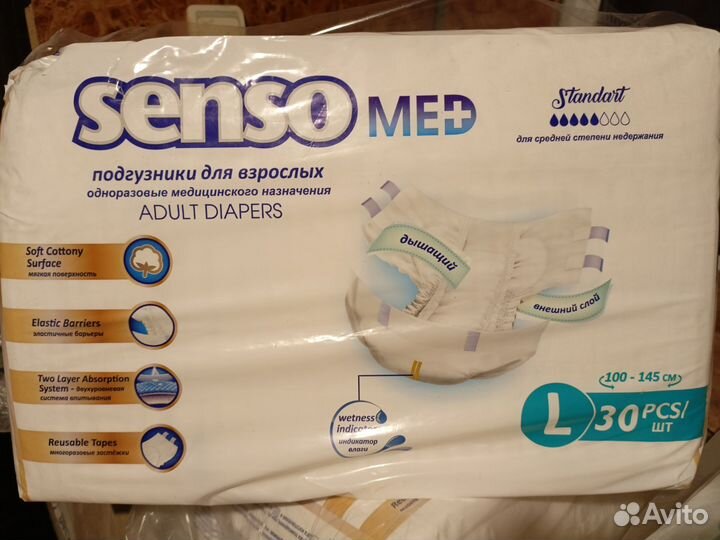 senso MED
Standart
для средней степени недержания
подгузники для взрослых
одноразовые медицинского назначения
ADULT DIAPERS
Soft Cottony
Surface
мягкая поверхность
Elastic Barriers
эластичные барьеры
Two Layer Absorption
System - двухуровневая
система впитывания
Reusable Tapes
многоразовые застёжки
дышащий
внешний слой
wetness
indicator
индикатор
влаги
100 - 145 см
L 30 PCS/
ШТ
Avito